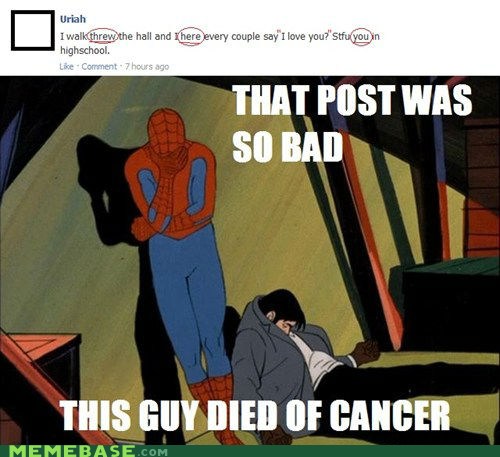 Uriah
I walk threw the hall and I here every couple say"I love you?"Stfu you in
highschool.
Like · Comment · 7 hours ago
THAT POST WAS
SO BAD
THIS GUY DIED OF CANCER
MEMEBASE.COM